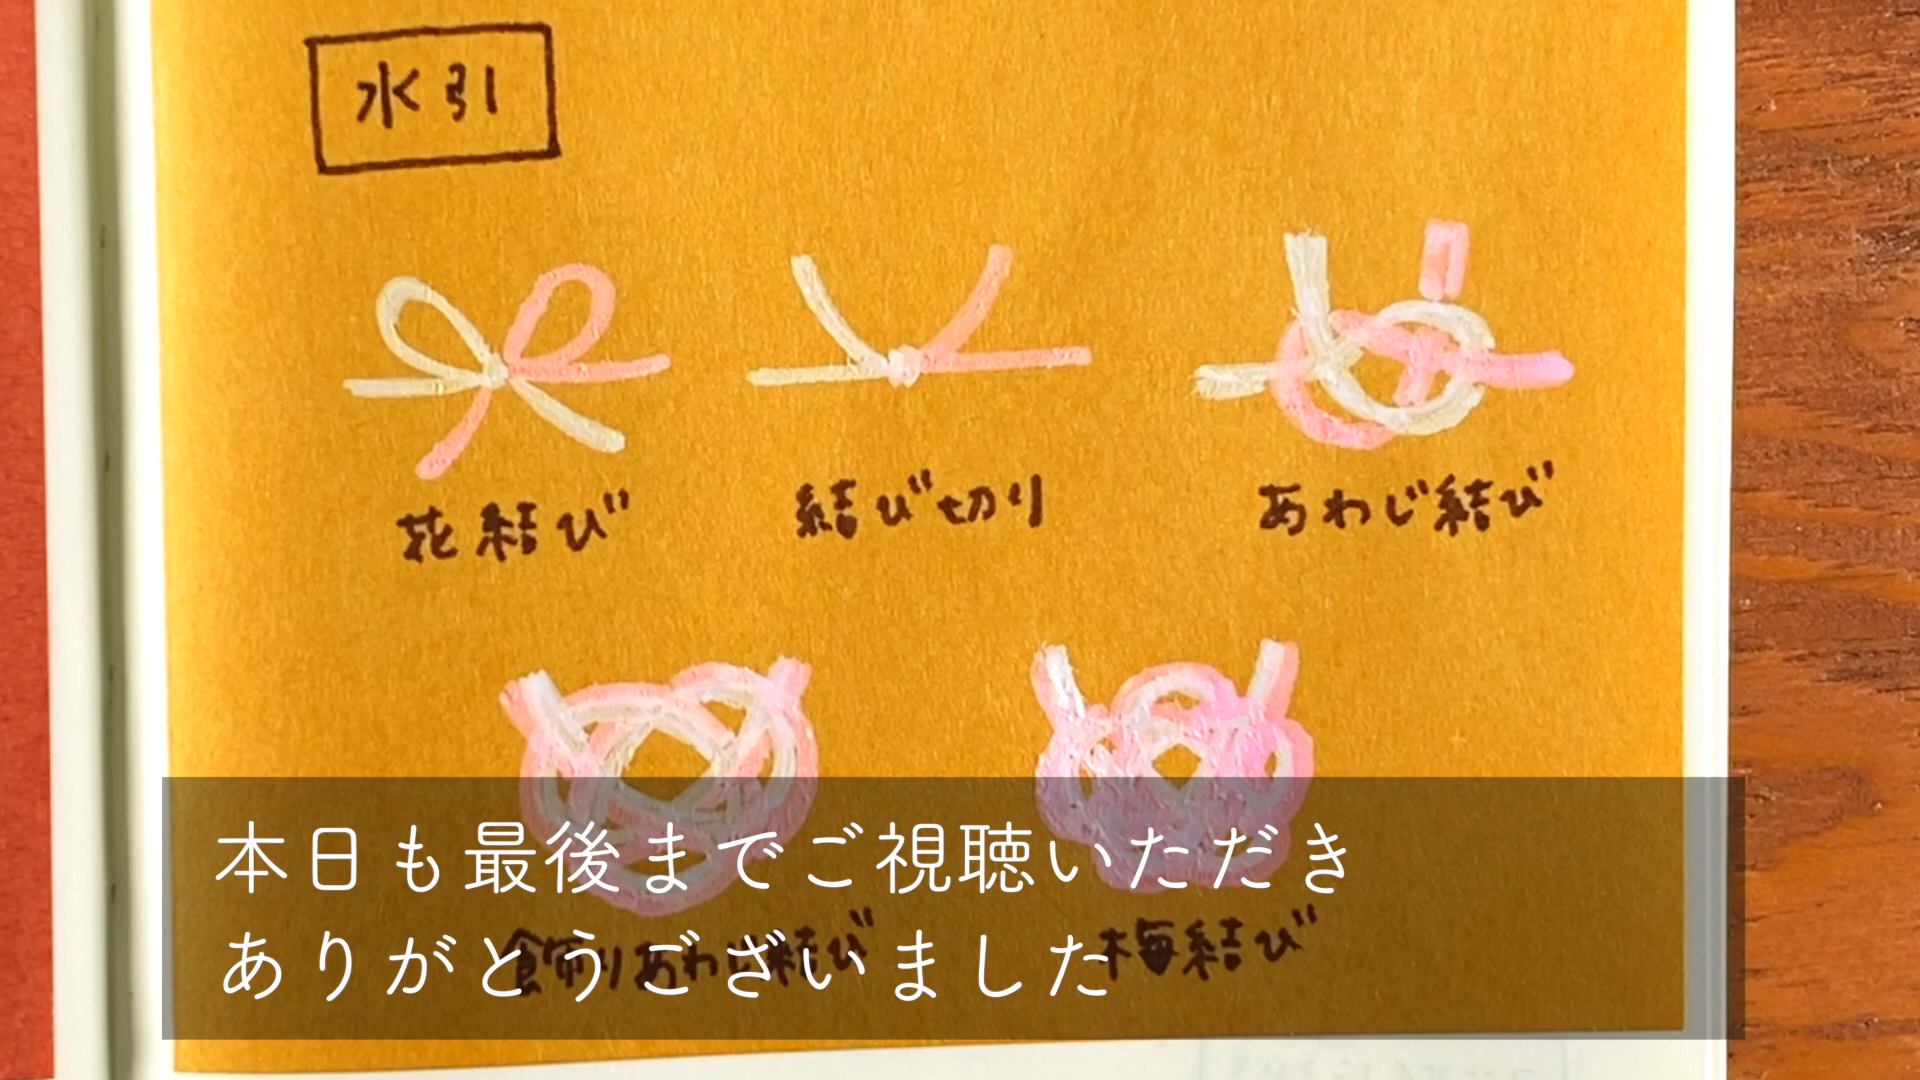 水引
花結び
結び切り
あわじ結び
飾りあわじ結び
梅結び
本日も最後までご視聴いただき
ありがとうございました